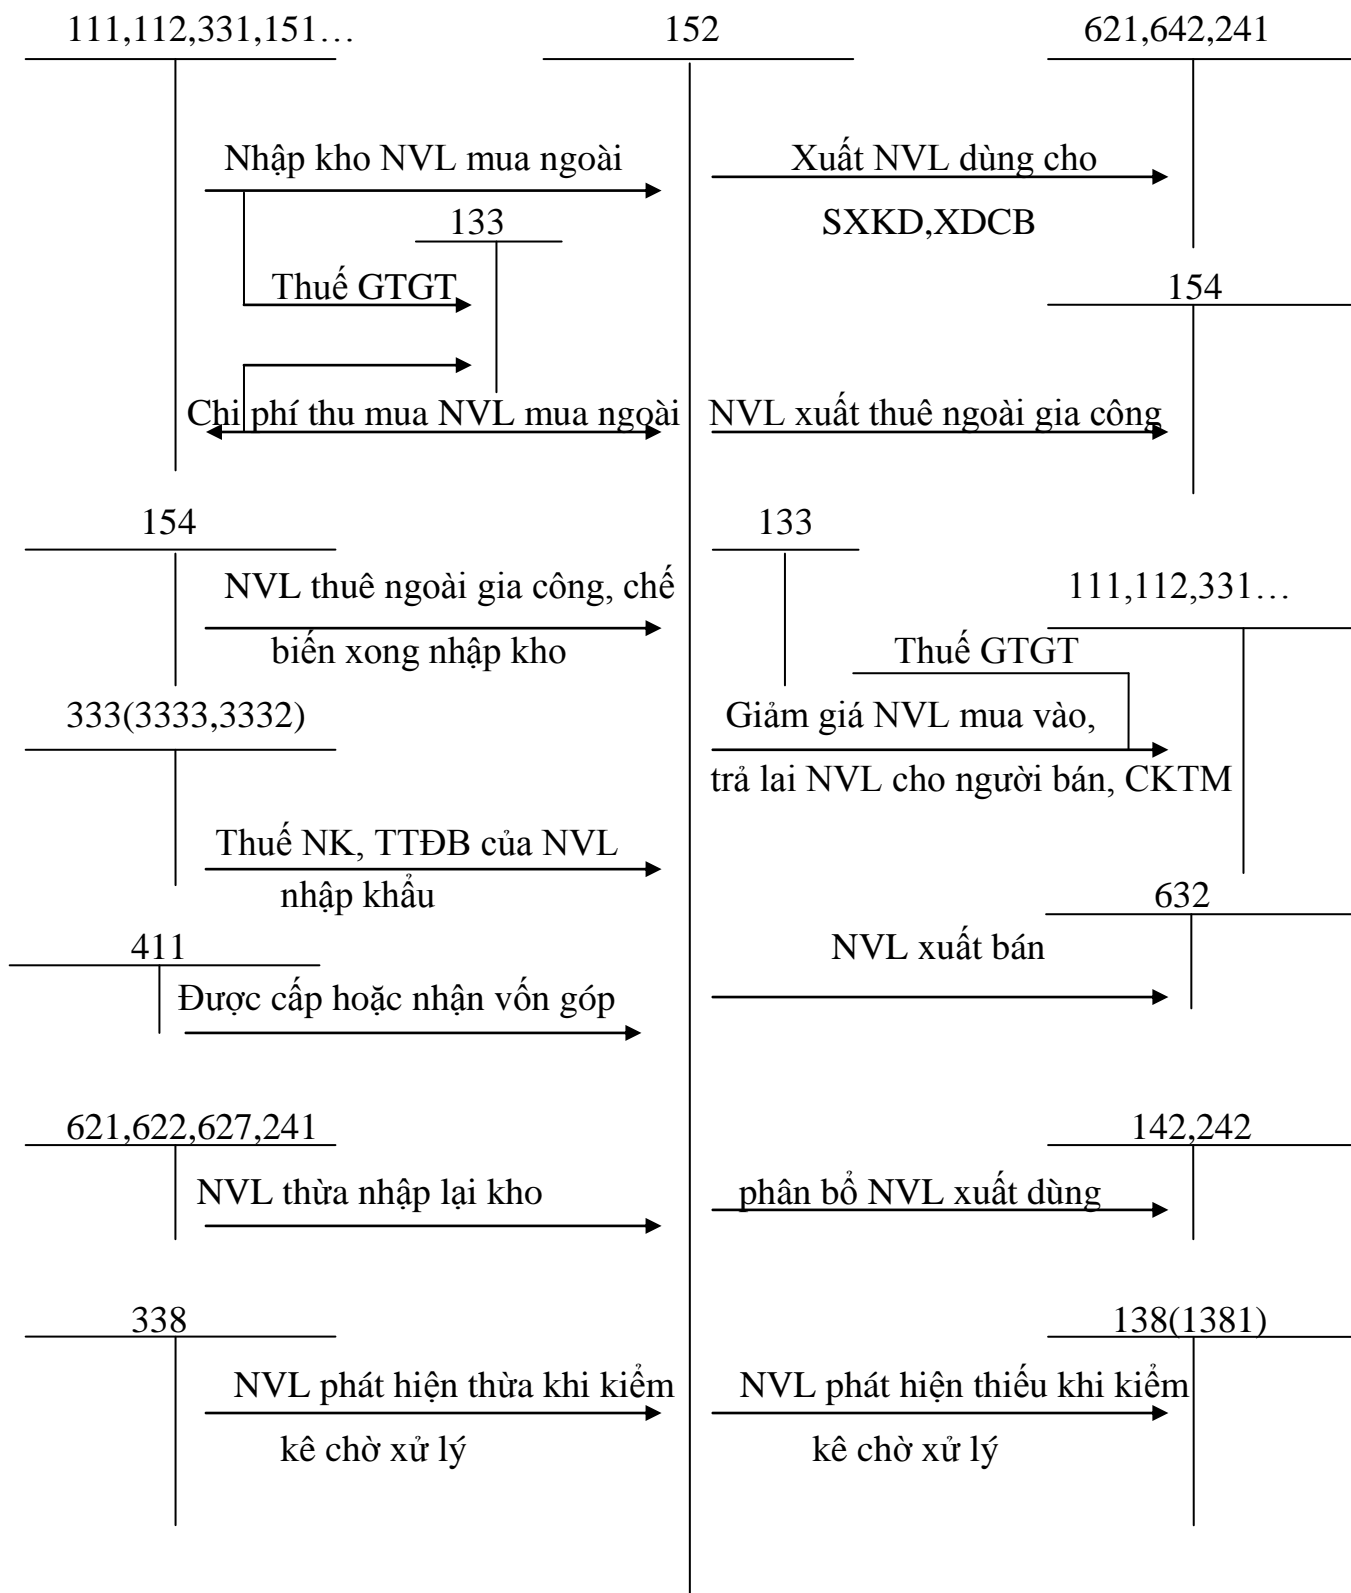 111,112,331,151…
152
621,642,241
Nhập kho NVL mua ngoài
Xuất NVL dùng cho
133
SXKD,XDCB
Thuế GTGT
154
Chi phí thu mua NVL mua ngoài
NVL xuất thuê ngoài gia công
154
133
NVL thuê ngoài gia công, chế
111,112,331…
biến xong nhập kho
Thuế GTGT
333(3333,3332)
Giảm giá NVL mua vào,
trả lai NVL cho người bán, CKTM
Thuế NK, TTĐB của NVL
nhập khẩu
632
411
NVL xuất bán
Được cấp hoặc nhận vốn góp
621,622,627,241
142,242
NVL thừa nhập lại kho
phân bổ NVL xuất dùng
338
138(1381)
NVL phát hiện thừa khi kiểm
NVL phát hiện thiếu khi kiểm
kê chờ xử lý
kê chờ xử lý